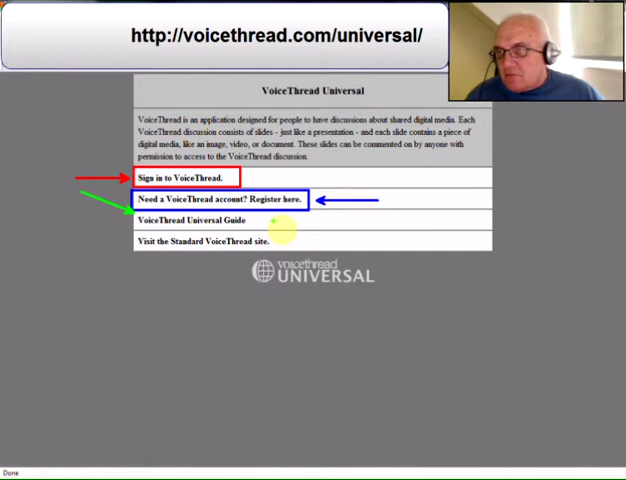 http://voicethread.com/universal/
VoiceThread Universal
VoiceThread is an application designed for people to have discussions about shared digital media. Each
VoiceThread discussion consists of slides - just like a presentation - and each slide contains a piece of
digital media, like an image, video, or document. These slides can be commented on by anyone with
permission to access to the VoiceThread discussion.
Sign in to VoiceThread.
Need a VoiceThread account? Register here.
VoiceThread Universal Guide
Visit the Standard VoiceThread site.
voicethread
UNIVERSAL
Done